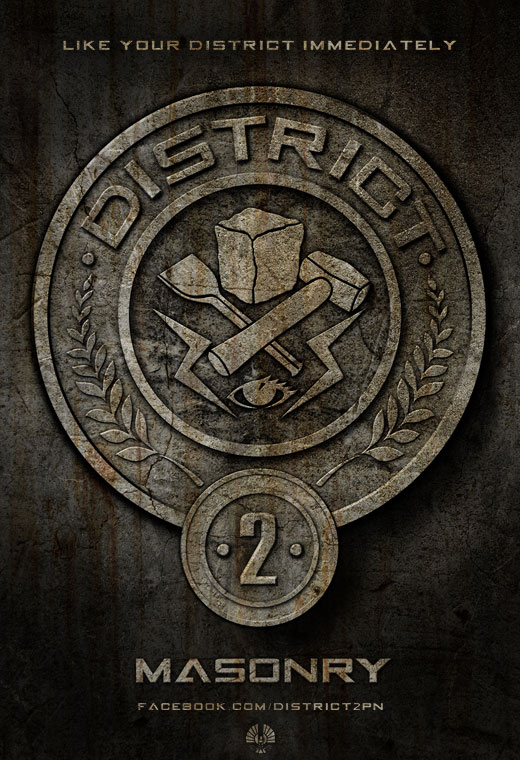 LIKE YOUR DISTRICT IMMEDIATELY
DISTRICT
2
MASONRY
FACEBOOK.COM/DISTRICT2PN